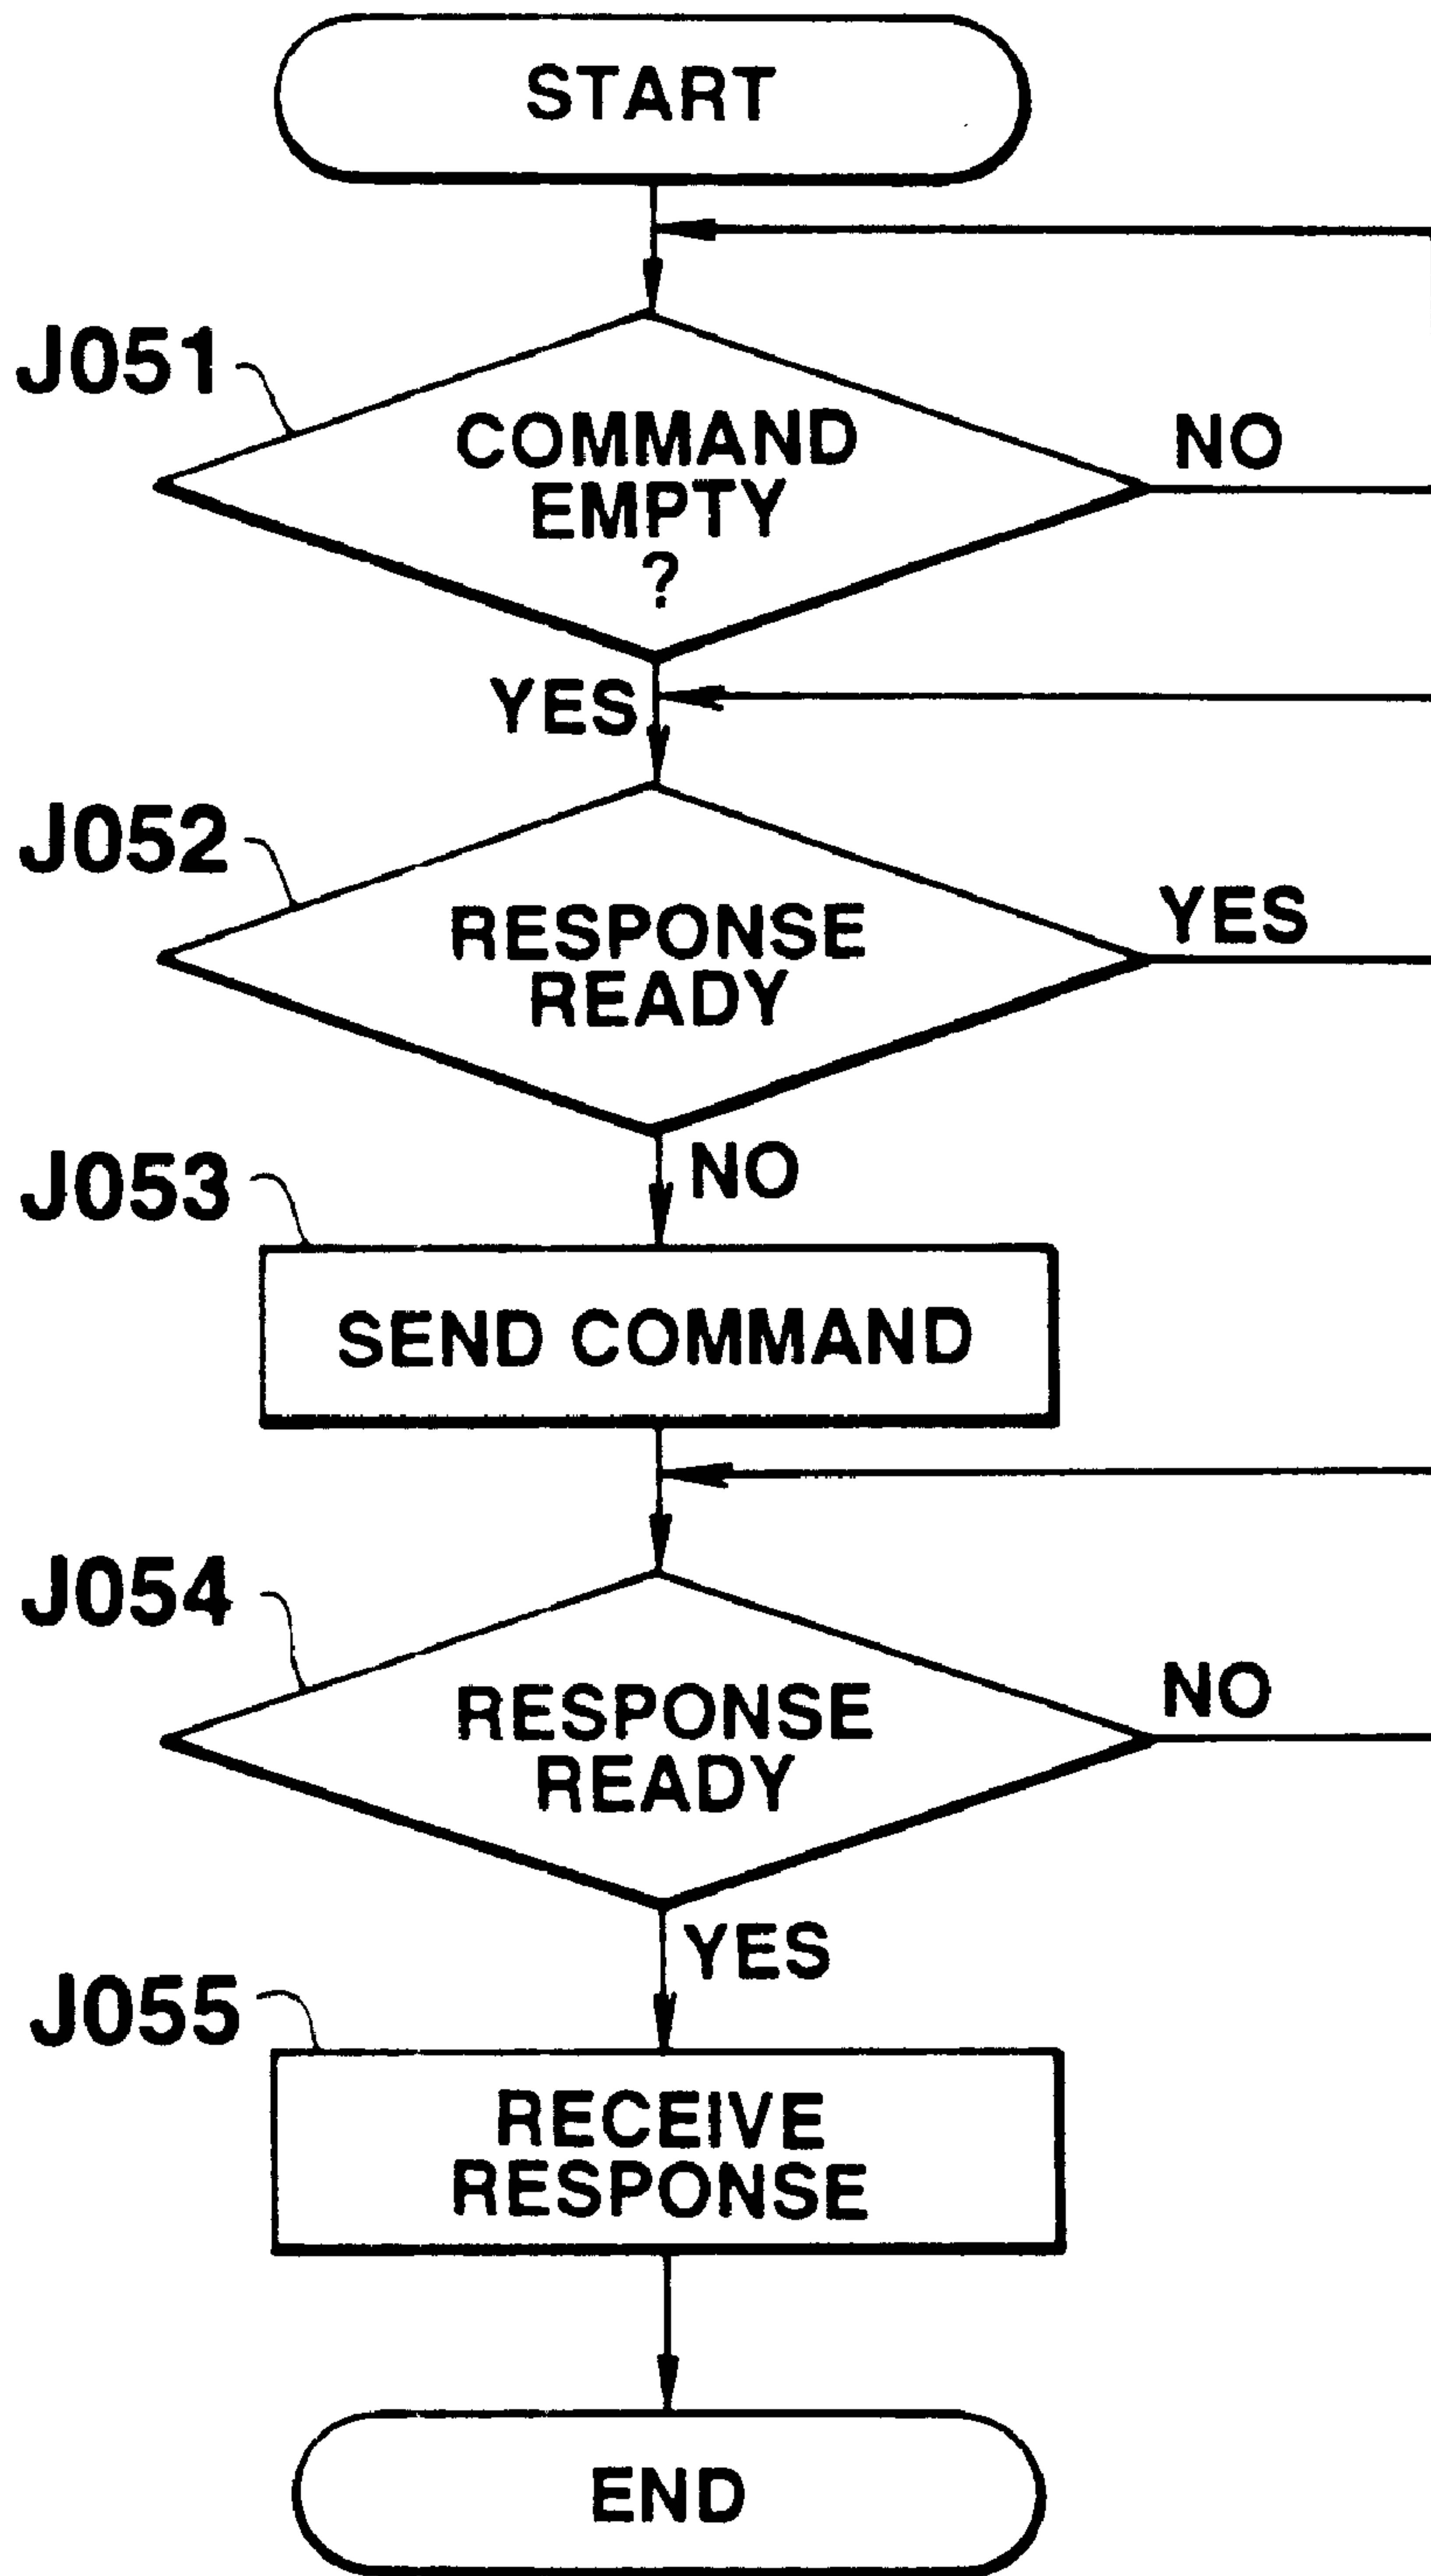 START
J051
COMMAND
EMPTY
?
NO
YES
J052
RESPONSE
READY
YES
NO
J053
SEND COMMAND
J054
RESPONSE
READY
NO
YES
J055
RECEIVE
RESPONSE
END